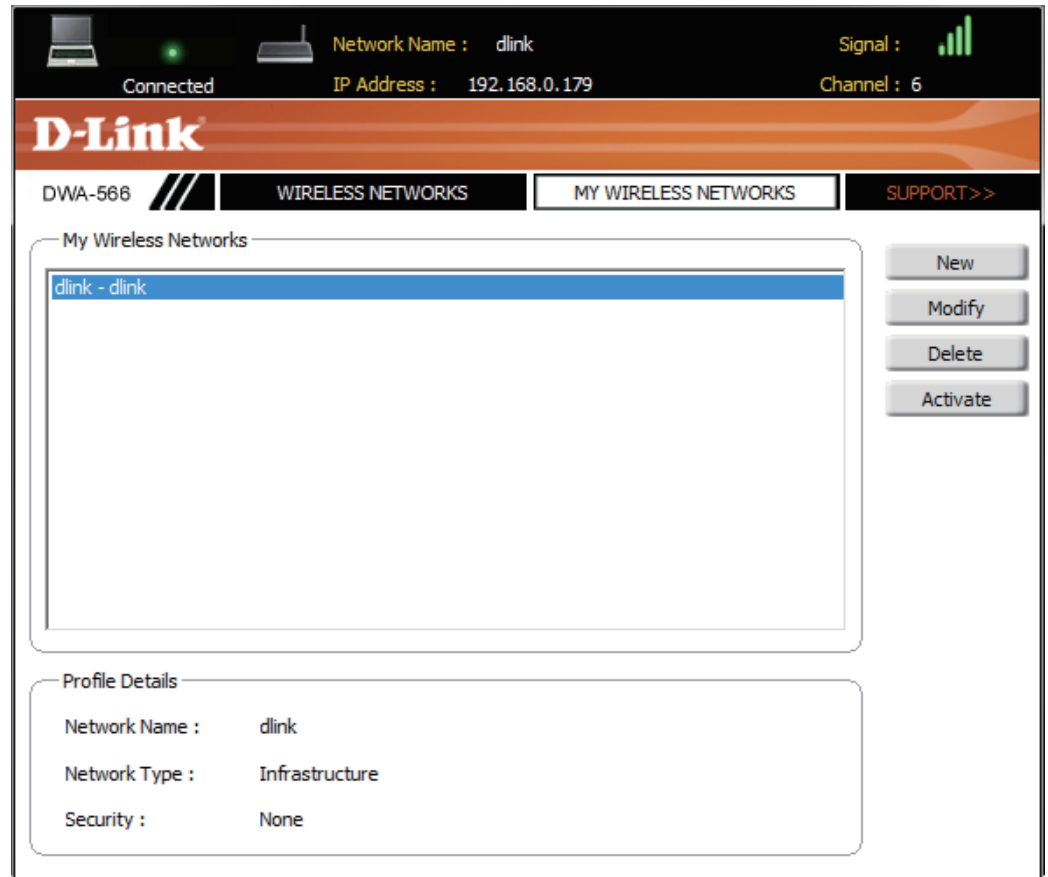 Network Name : dlink Signal :
Connected IP Address : 192.168.0.179 Channel : 6
D-Link
DWA-566 WIRELESS NETWORKS MY WIRELESS NETWORKS SUPPORT>>
My Wireless Networks
dlink - dlink
New
Modify
Delete
Activate
Profile Details
Network Name : dlink
Network Type : Infrastructure
Security : None